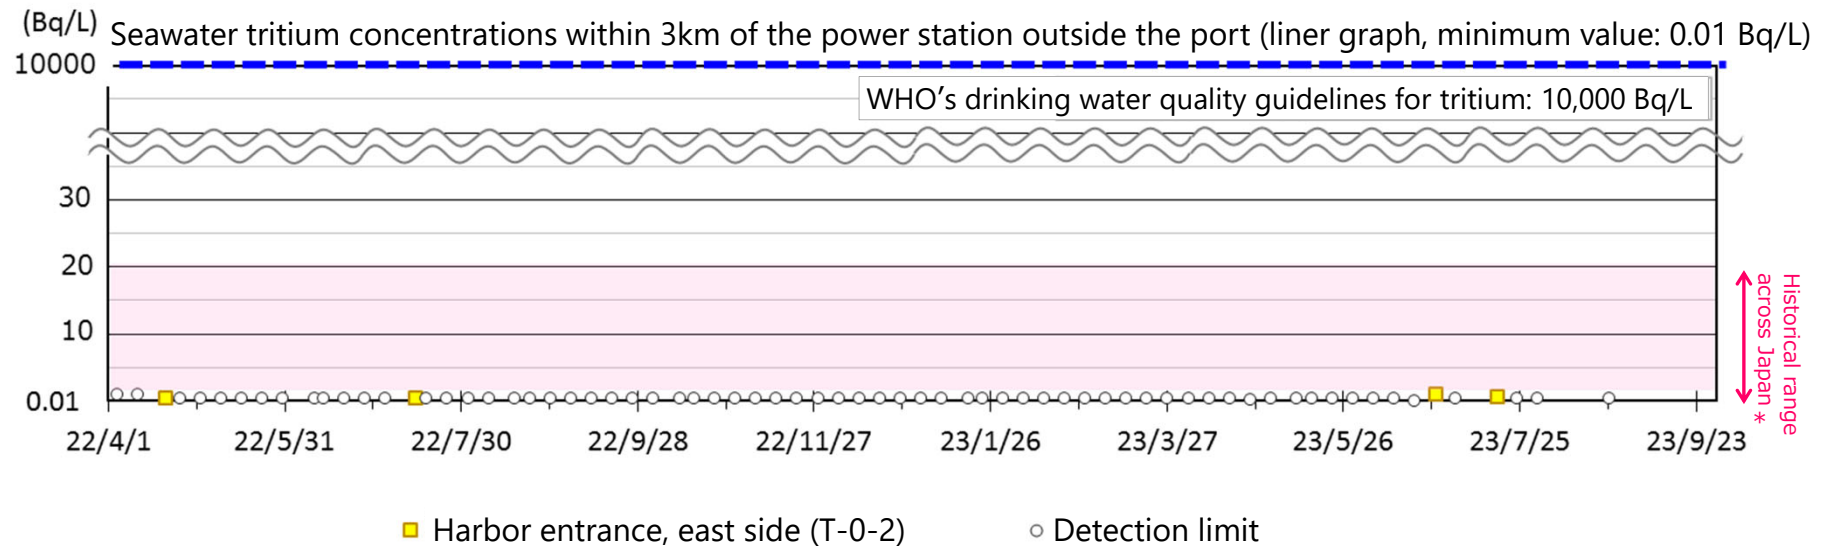 (Bq/L)
Seawater tritium concentrations within 3km of the power station outside the port (liner graph, minimum value: 0.01 Bq/L)
10000
WHO’s drinking water quality guidelines for tritium: 10,000 Bq/L
30
20
10
0.01
Historical range
across Japan *
22/4/1 22/5/31 22/7/30 22/9/28 22/11/27 23/1/26 23/3/27 23/5/26 23/7/25 23/9/23
Harbor entrance, east side (T-0-2) Detection limit